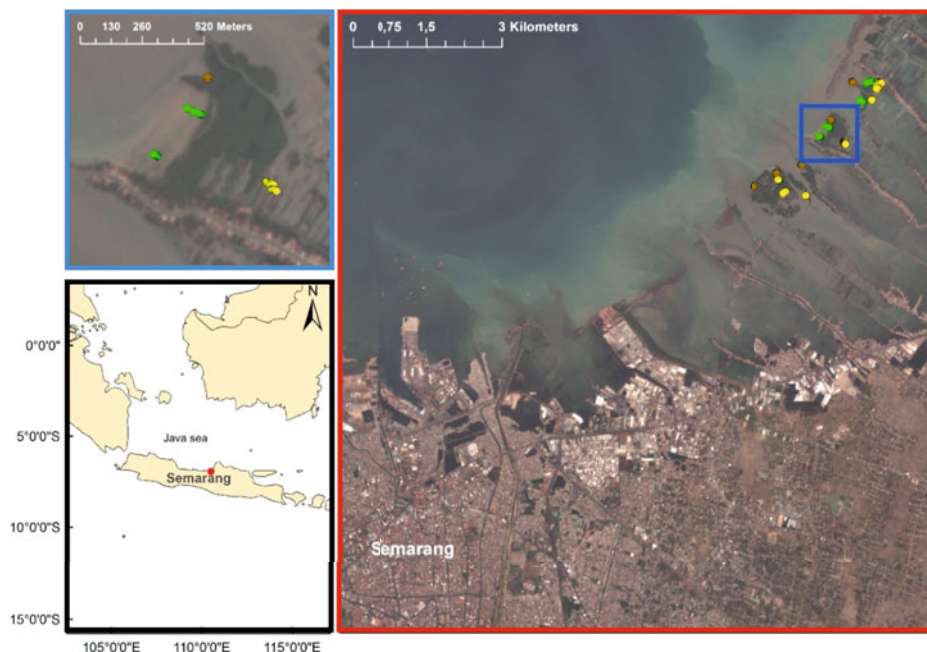 0 130 260 520 Meters
0 0,75 1,5 3 Kilometers
N
0°0'0"
5°0'0"S
10°0'0"S
15°0'0"S
Java sea
Semarang
105°0'0"E 110°0'0"E 115°0'0"E
Semarang